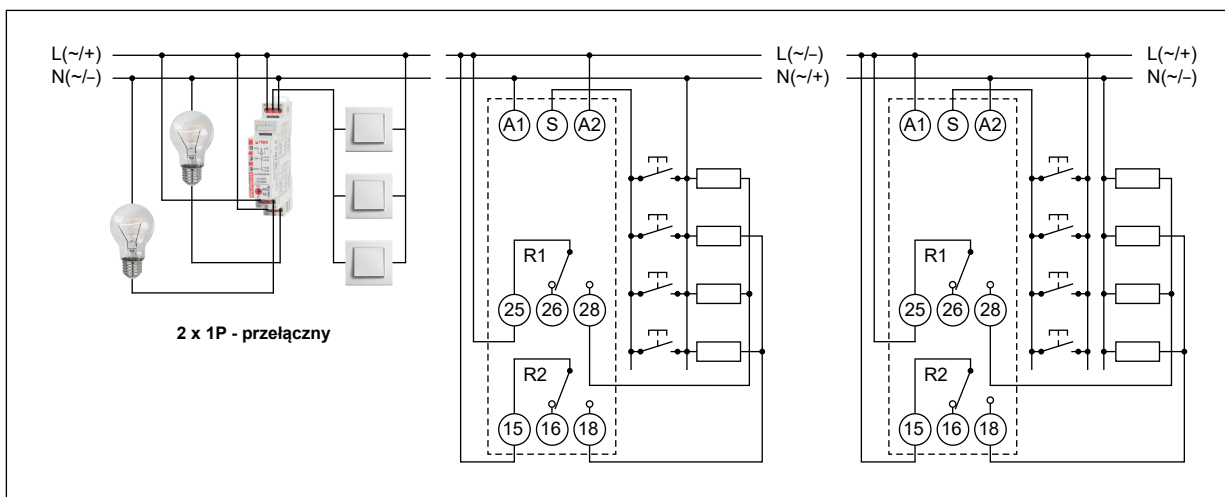 L(~/+)
N(~/–)
2 x 1P - przełączny
L(~/–)
N(~/+)
A1 S A2
R1
25 26 28
R2
15 16 18
L(~/+)
N(~/–)
A1 S A2
R1
25 26 28
R2
15 16 18